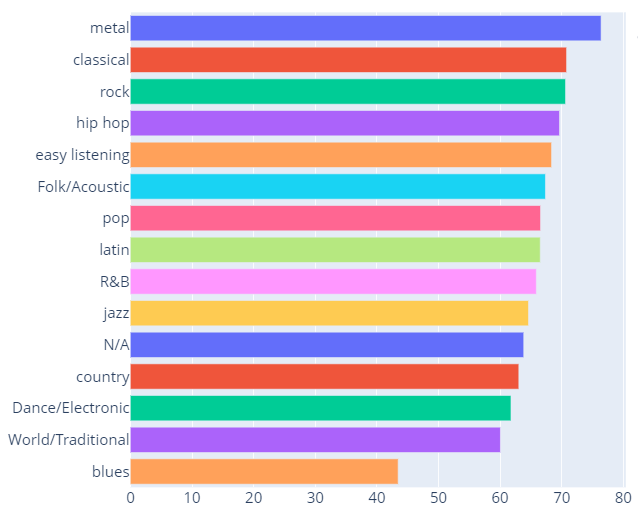 metal
classical
rock
hip hop
easy listening
Folk/Acoustic
pop
latin
R&B
jazz
N/A
country
Dance/Electronic
World/Traditional
blues
0 10 20 30 40 50 60 70 80